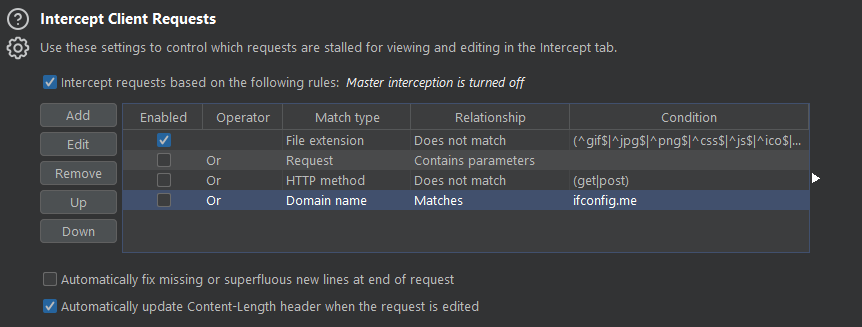 Intercept Client Requests
Use these settings to control which requests are stalled for viewing and editing in the Intercept tab.
Intercept requests based on the following rules: Master interception is turned off
Add
Edit
Remove
Up
Down
Enabled Operator Match type Relationship Condition
File extension Does not match (^gif$|^jpg$|^png$|^css$|^js$|^ico$|...
Or Request Contains parameters
Or HTTP method Does not match (get|post)
Or Domain name Matches ifconfig.me
Automatically fix missing or superfluous new lines at end of request
Automatically update Content-Length header when the request is edited